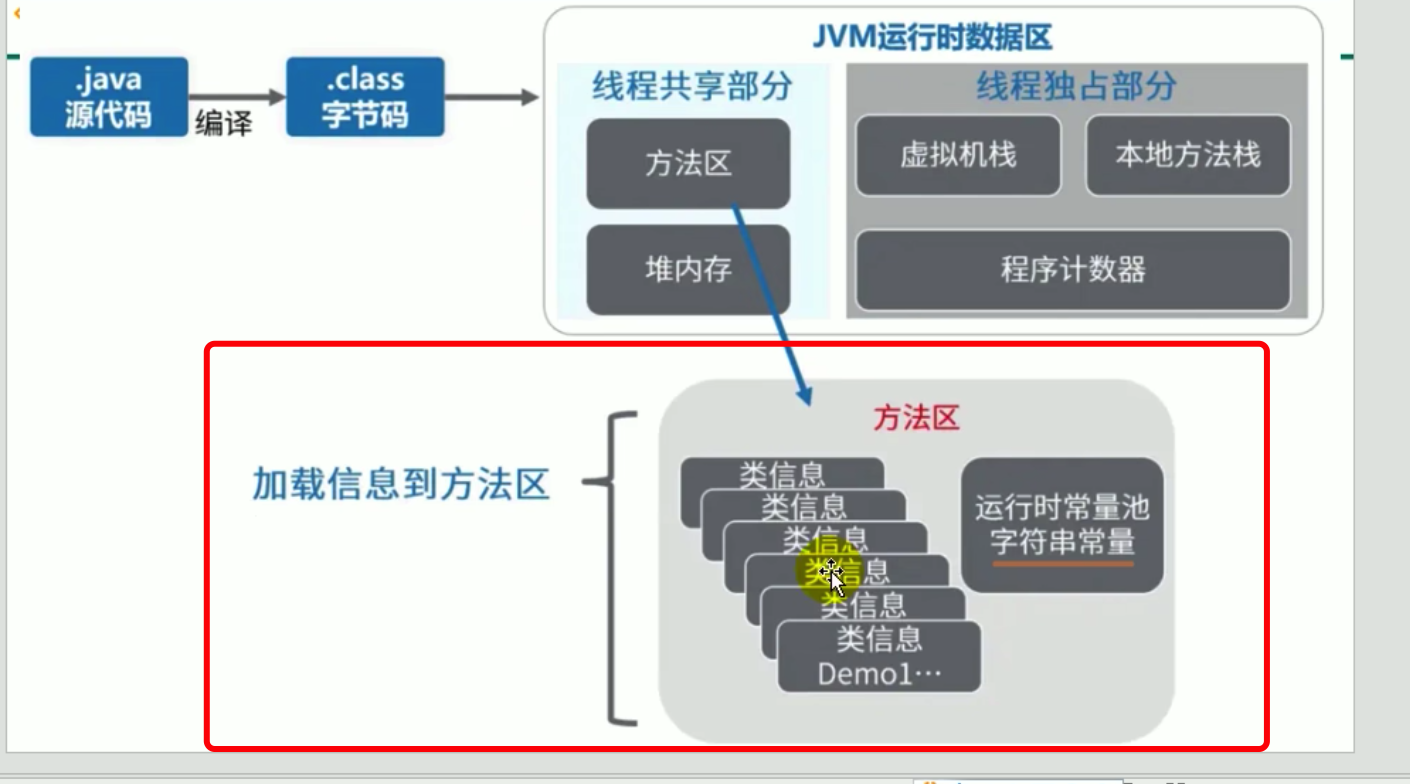 JVM运行时数据区
.java
源代码
编译
.class
字节码
线程共享部分
方法区
堆内存
线程独占部分
虚拟机栈
本地方法栈
程序计数器
加载信息到方法区
方法区
类信息
类信息
类信息
类信息
类信息
类信息
Demo1…
运行时常量池
字符串常量